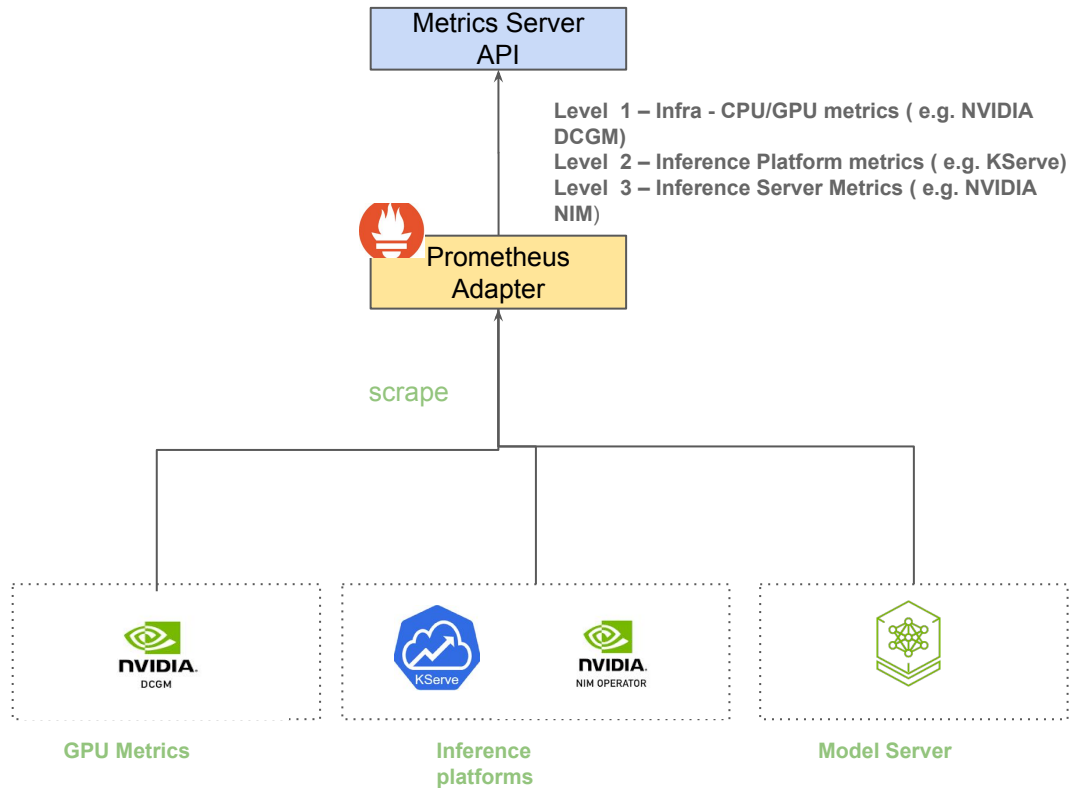 Metrics Server
API
Level  1 – Infra - CPU/GPU metrics ( e.g. NVIDIA
DCGM)
Level  2 – Inference Platform metrics ( e.g. KServe)
Level  3 – Inference Server Metrics ( e.g. NVIDIA
NIM)
Prometheus
Adapter
scrape
NVIDIA.
DCGM
KServe
NVIDIA.
NIM OPERATOR
GPU Metrics
Inference
platforms
Model Server